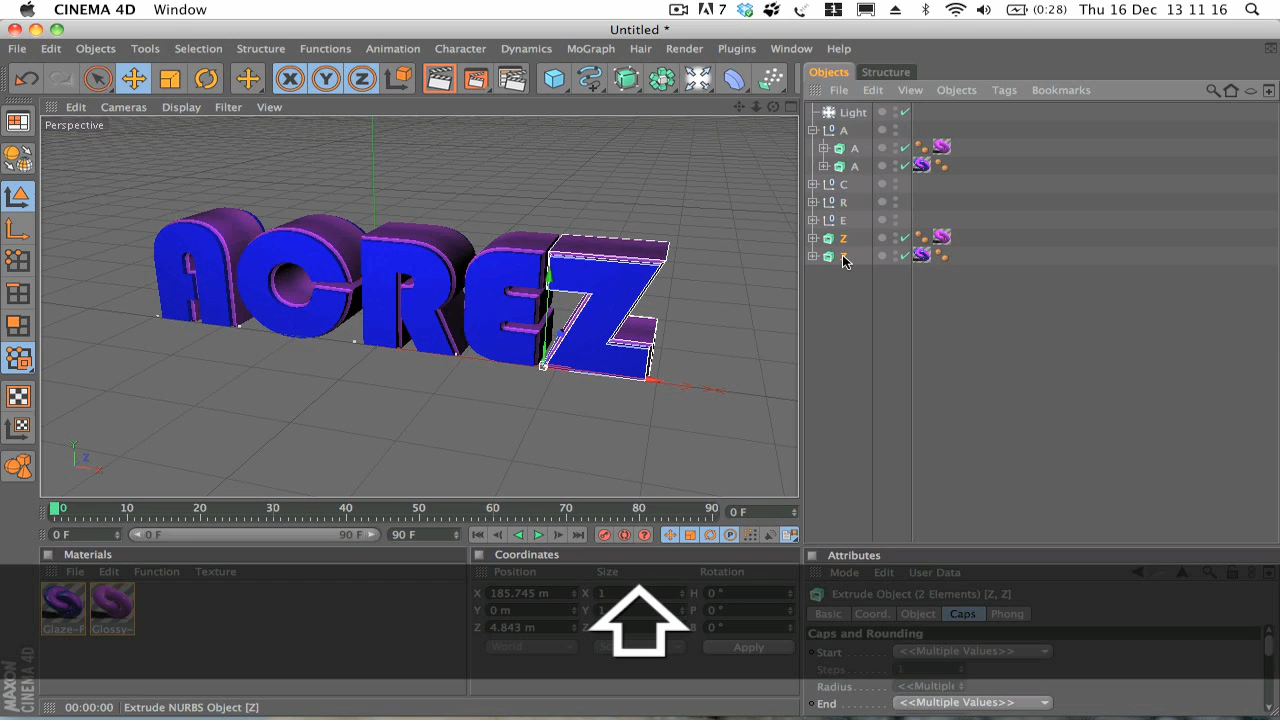 CINEMA 4D Window 7 (0:28) Thu 16 Dec 13 11 16
Untitled *
File Edit Objects Tools Selection Structure Functions Animation Character Dynamics MoGraph Hair Render Plugins Window Help
Objects Structure
File Edit View Objects Tags Bookmarks
Edit Cameras Display Filter View
Perspective
Light
A
A
A
C
R
E
Z
ACREZ
Y
Z
X
0 10 20 30 40 50 60 70 80 90 0 F
0 F 0 F 90 F 90 F
Materials
File Edit Function Texture
Glaze-F Glossy-
Coordinates
Position Size Rotation
X 185.745 m X 1 H 0 °
Y 0 m Y 1 P 0 °
Z 4.843 m Z B 0 °
World Apply
Attributes
Mode Edit User Data
Extrude Object (2 Elements) [Z, Z]
Basic Coord. Object Caps Phong
Caps and Rounding
Start . . . . . . <<Multiple Values>>
Steps . . . . . 1
Radius . . . . . <<Multiple
End . . . . . . . <<Multiple Values>>
MAXON CINEMA 4D
00:00:00 Extrude NURBS Object [Z]